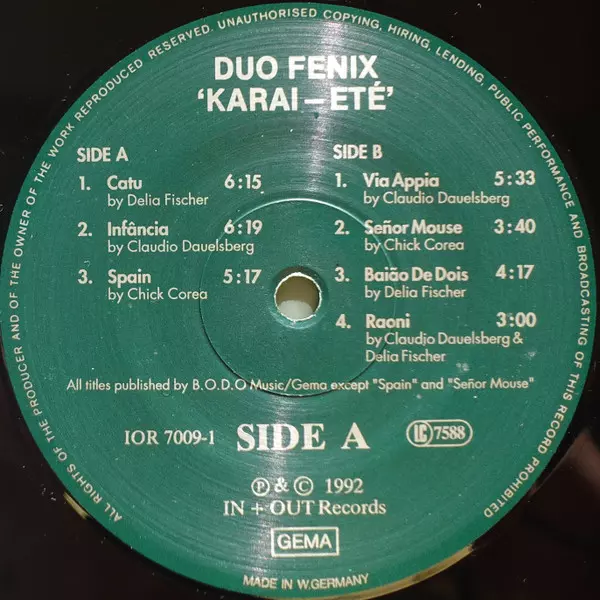 ALL RIGHTS OF THE PRODUCER AND OF THE OWNER OF THE WORK REPRODUCED RESERVED. UNAUTHORISED COPYING, HIRING, LENDING, PUBLIC PERFORMANCE AND BROADCASTING OF THIS RECORD PROHIBITED
DUO FENIX
‘KARAI–ETÉ’
SIDE A
1. Catu 6:15
by Delia Fischer
2. Infância 6:19
by Claudio Dauelsberg
3. Spain 5:17
by Chick Corea
SIDE B
1. Via Appia 5:33
by Claudio Dauelsberg
2. Señor Mouse 3:40
by Chick Corea
3. Baião De Dois 4:17
by Delia Fischer
4. Raoni 3:00
by Claudio Dauelsberg &
Delia Fischer
All titles published by B.O.D.O Music/Gema except "Spain" and "Señor Mouse"
IOR 7009-1 SIDE A LC 7588
Ⓟ & © 1992
IN + OUT Records
GEMA
MADE IN W.GERMANY